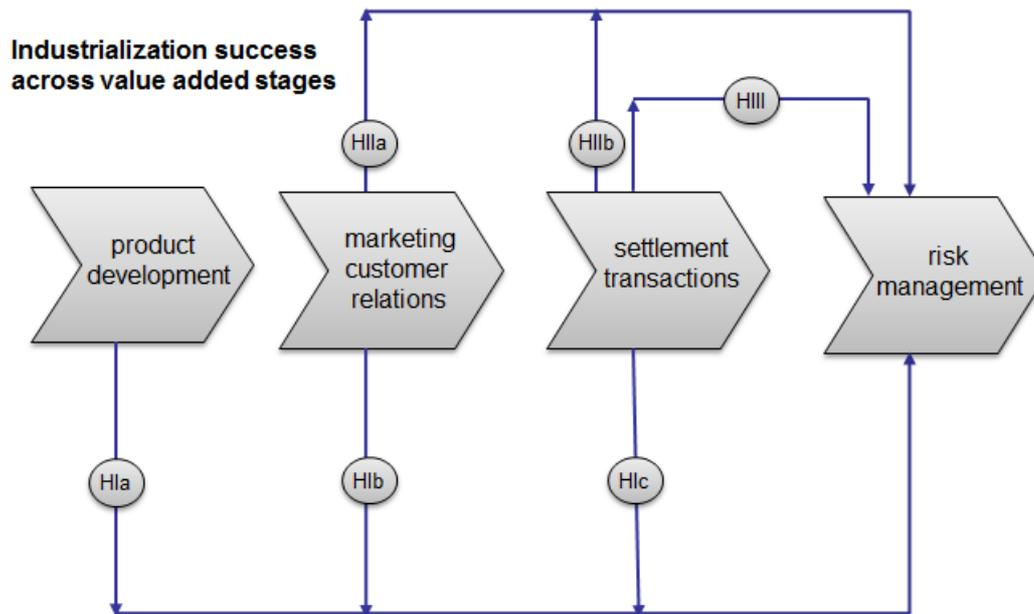 Industrialization success
across value added stages
HIII
HIIa
HIIb
product
development
marketing
customer
relations
settlement
transactions
risk
management
HIa
HIb
HIc